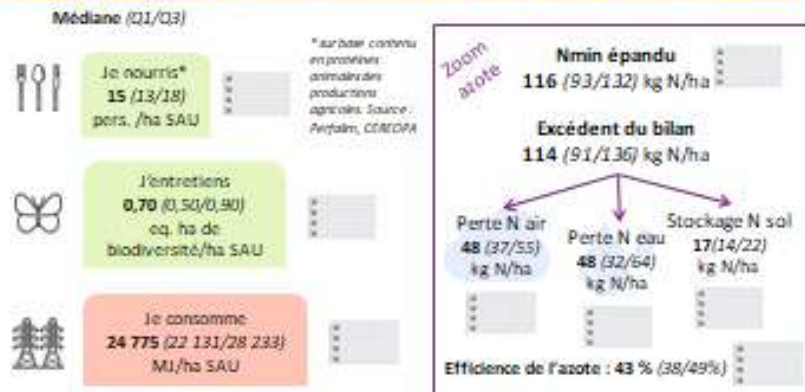 Médiane (Q1/Q3)
Je nourris*
15 (13/18)
pers. /ha SAU
* sur base contenu
en protéines
animales des
productions
agricoles. Source :
Perfalim, CEREOPA
J'entretiens
0,70 (0,50/0,90)
eq. ha de
biodiversité/ha SAU
Je consomme
24 775 (22 131/28 233)
MJ/ha SAU
Zoom
azote
Nmin épandu
116 (93/132) kg N/ha
Excédent du bilan
114 (91/136) kg N/ha
Perte N air
48 (37/55)
kg N/ha
Perte N eau
48 (32/64)
kg N/ha
Stockage N sol
17(14/22)
kg N/ha
Efficience de l'azote : 43 % (38/49%)